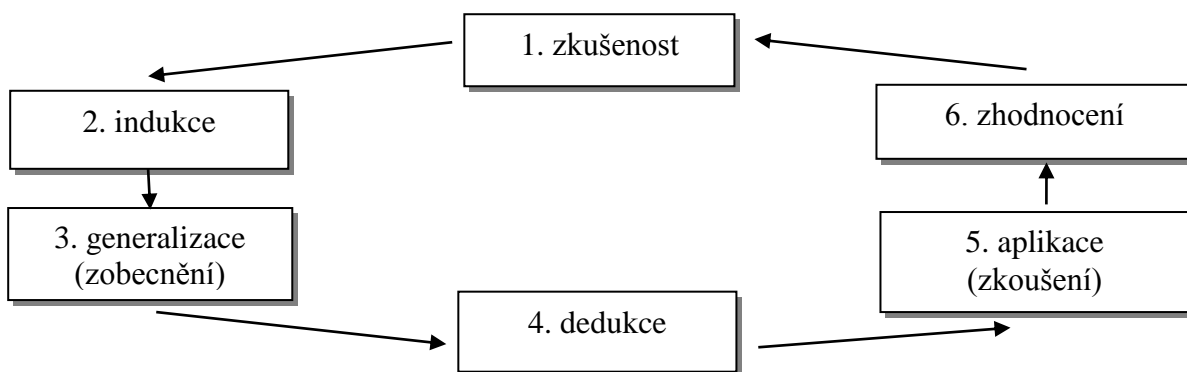 1. zkušenost
2. indukce
3. generalizace
(zobecnění)
4. dedukce
5. aplikace
(zkoušení)
6. zhodnocení